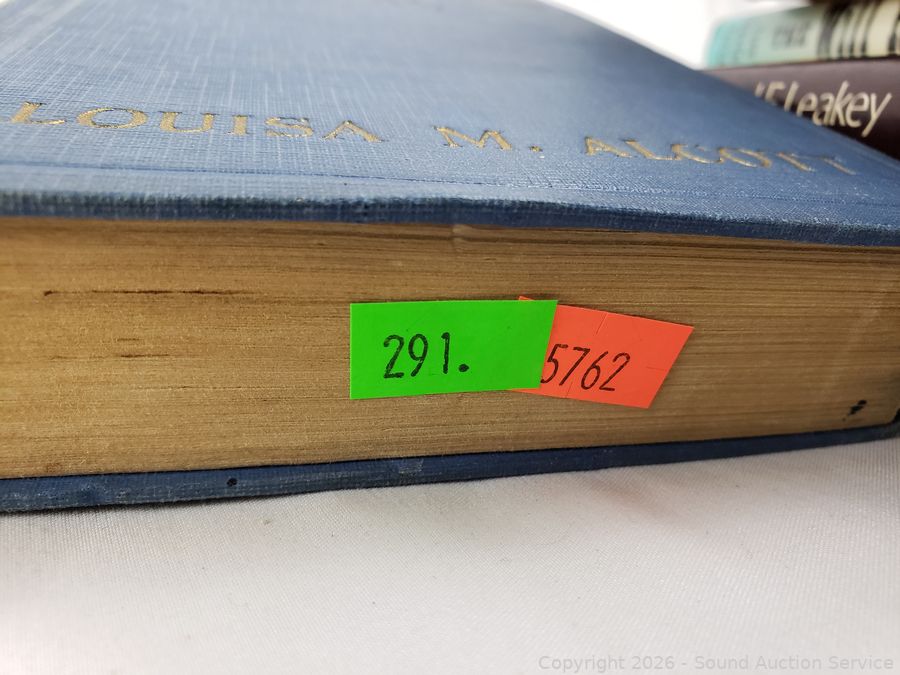 LOUISA M. ALCOTT
Leakey
291.
5762
Copyright © 2026 - Sound Auction Service